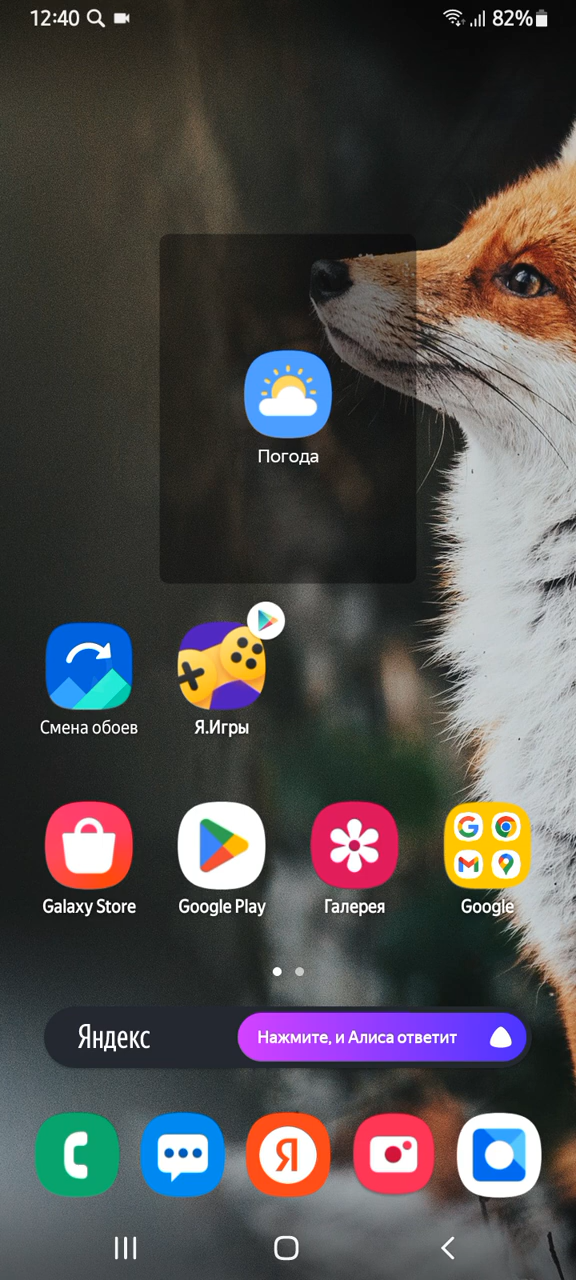 12:40
82%
Погода
Смена обоев
Я.Игры
Galaxy Store
Google Play
Галерея
Google
Яндекс
Нажмите, и Алиса ответит
Я